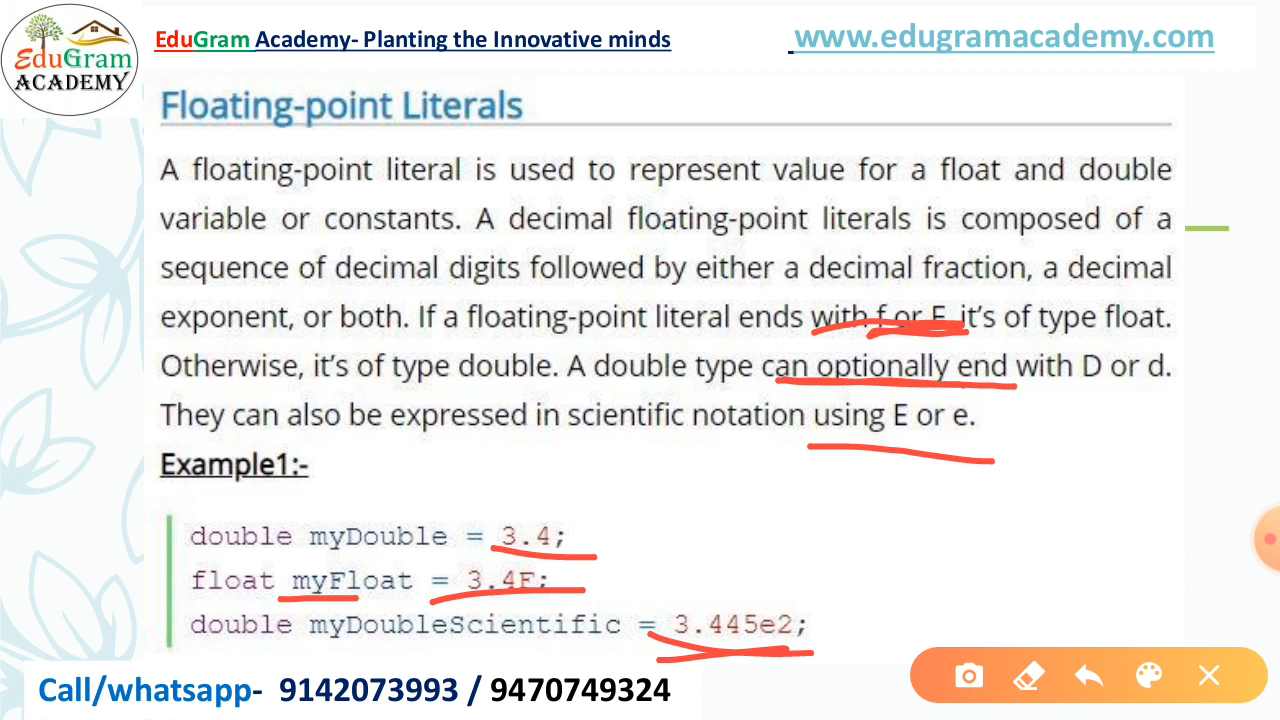 EduGram
ACADEMY
EduGram Academy- Planting the Innovative minds
www.edugramacademy.com
Floating-point Literals
A floating-point literal is used to represent value for a float and double
variable or constants. A decimal floating-point literals is composed of a
sequence of decimal digits followed by either a decimal fraction, a decimal
exponent, or both. If a floating-point literal ends with f or F, it’s of type float.
Otherwise, it’s of type double. A double type can optionally end with D or d.
They can also be expressed in scientific notation using E or e.
Example1:-
double myDouble = 3.4;
float myFloat = 3.4F;
double myDoubleScientific = 3.445e2;
Call/whatsapp- 9142073993 / 9470749324